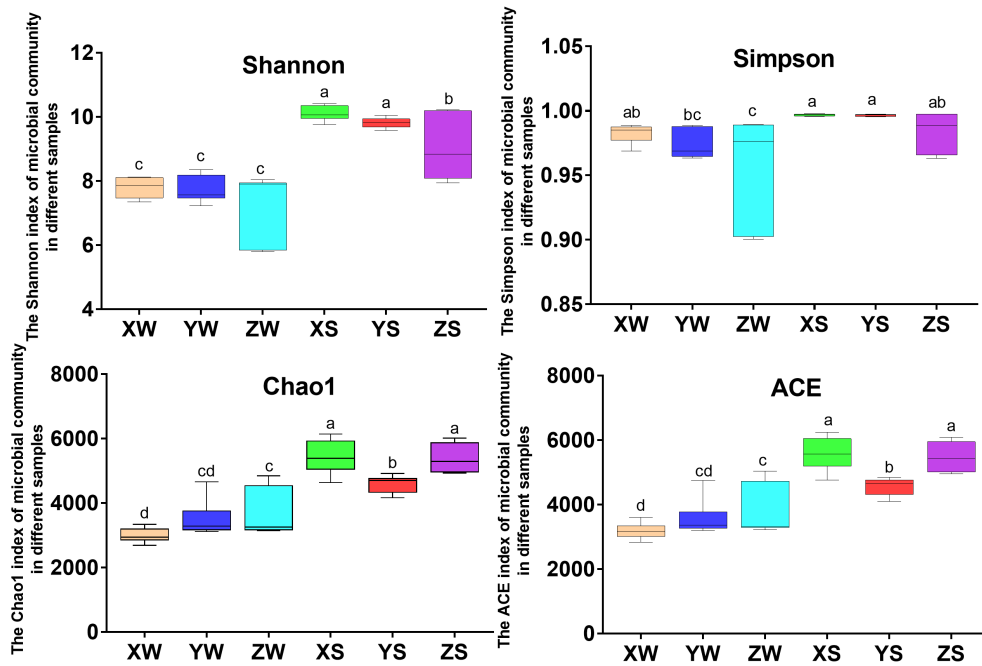 The Shannon index of microbial community
in different samples
Shannon
12
10
8
6
4
c
c
c
a
a
b
XW YW ZW XS YS ZS
The Simpson index of microbial community
in different samples
Simpson
1.05
1.00
0.95
0.90
0.85
ab
bc
c
a
a
ab
XW YW ZW XS YS ZS
The Chao1 index of microbial community
in different samples
Chao1
8000
6000
4000
2000
0
d
cd
c
a
b
a
XW YW ZW XS YS ZS
The ACE index of microbial community
in different samples
ACE
8000
6000
4000
2000
0
d
cd
c
a
b
a
XW YW ZW XS YS ZS